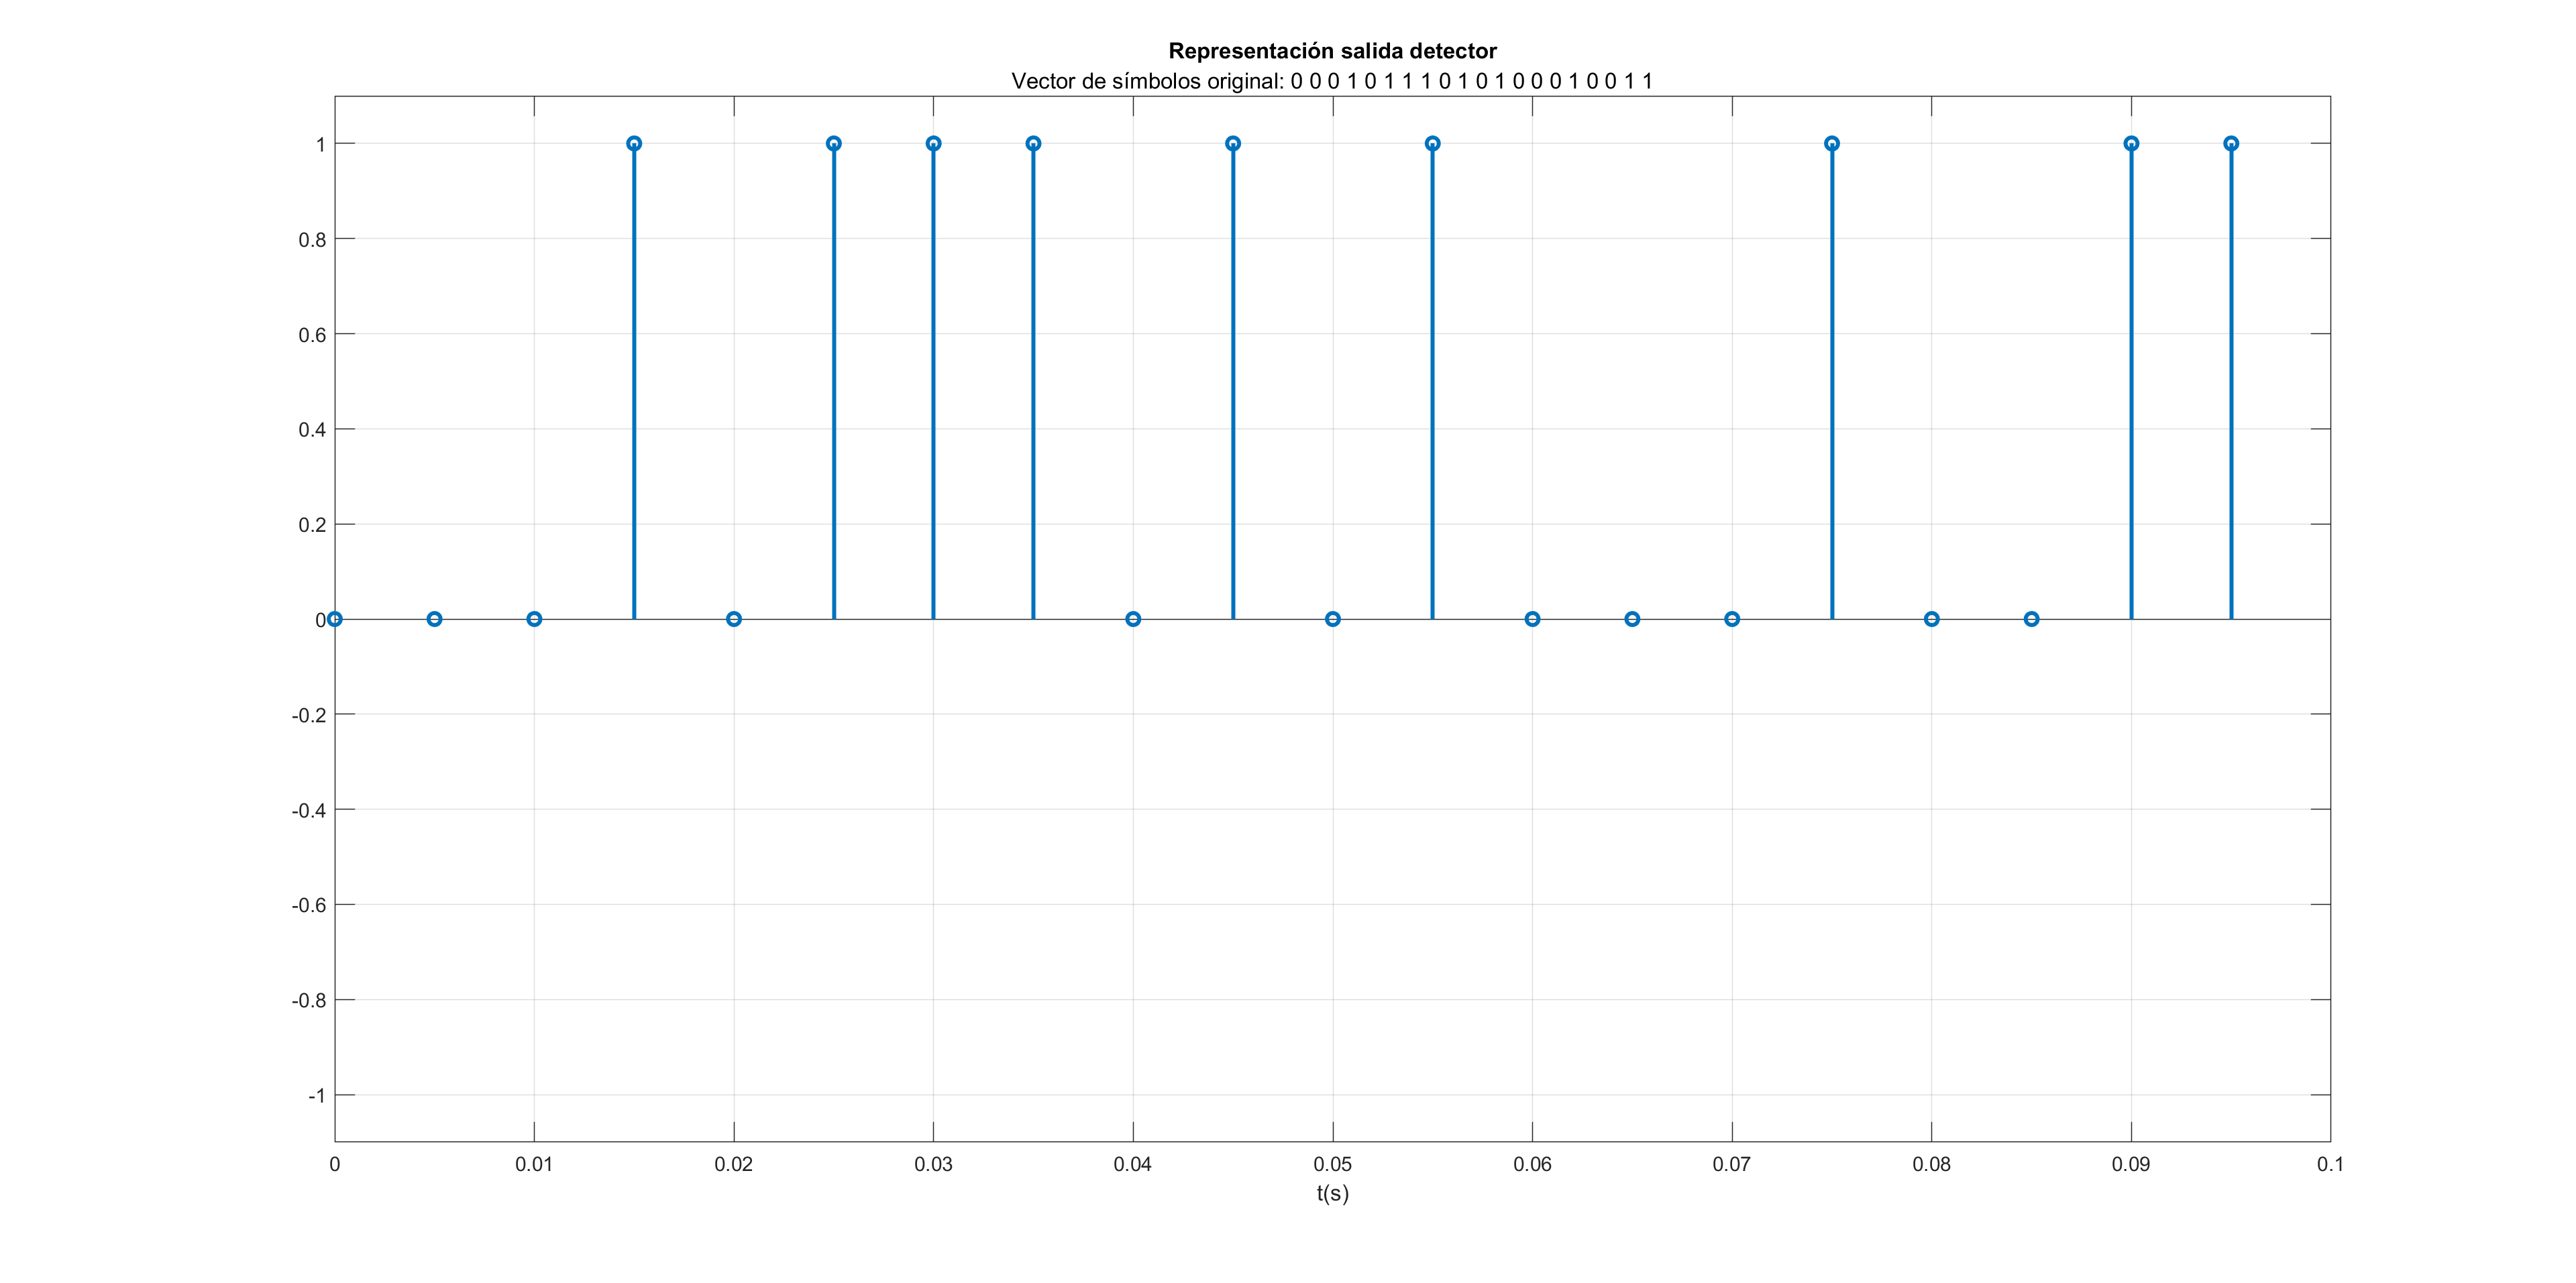 Representación salida detector
Vector de símbolos original: 0 0 0 1 0 1 1 1 0 1 0 1 0 0 0 1 0 0 1 1
1
0.8
0.6
0.4
0.2
0
-0.2
-0.4
-0.6
-0.8
-1
0 0.01 0.02 0.03 0.04 0.05 0.06 0.07 0.08 0.09 0.1
t(s)